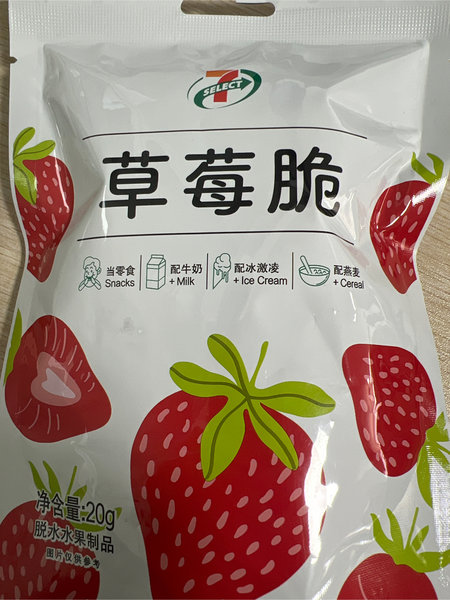 7
SELECT
草莓脆
当零食
Snacks
配牛奶
+ Milk
配冰激凌
+ Ice Cream
配燕麦
+ Cereal
净含量:20g
脱水水果制品
图片仅供参考